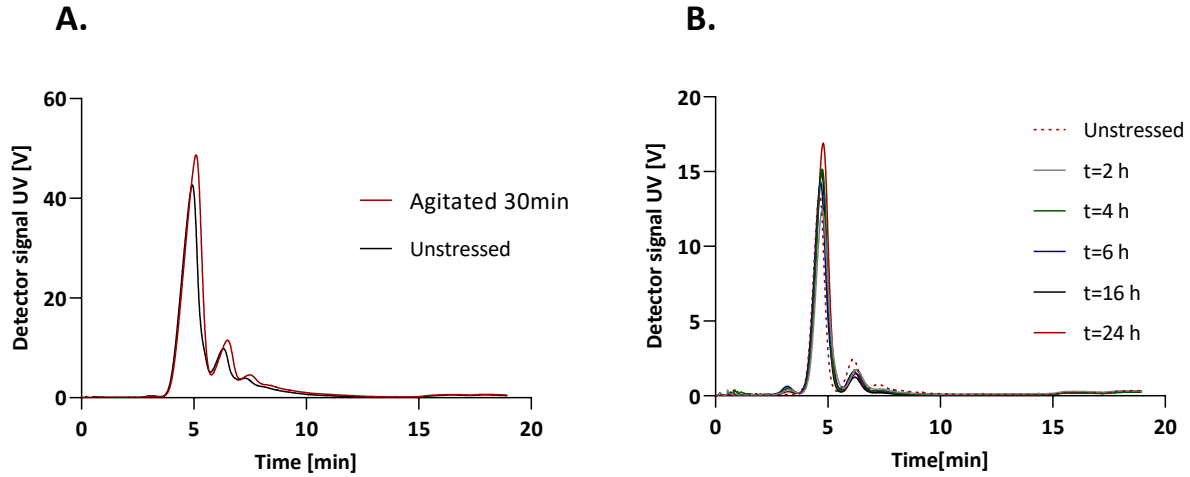 A.
60
40
20
0
0
5
10
15
20
Detector signal UV [V]
Time [min]
Agitated 30min
Unstressed
B.
20
15
10
5
0
0
5
10
15
20
Detector signal UV [V]
Time[min]
Unstressed
t=2 h
t=4 h
t=6 h
t=16 h
t=24 h